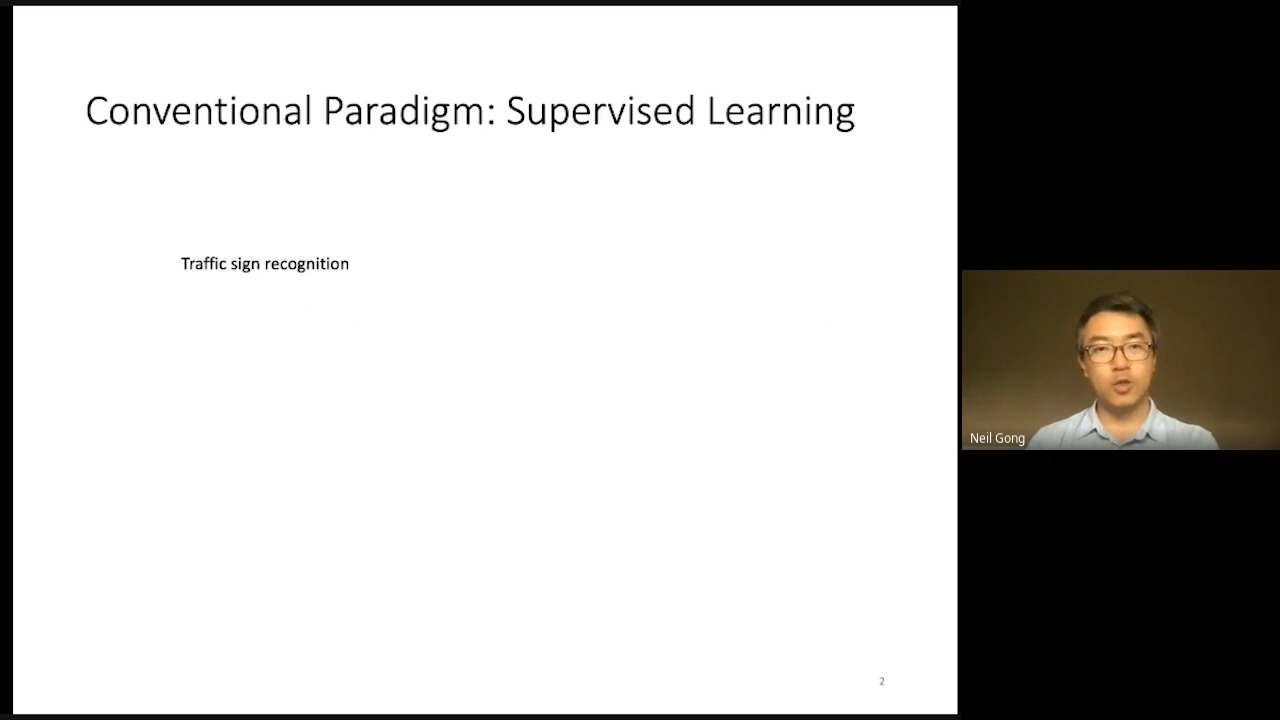 Conventional Paradigm: Supervised Learning
Traffic sign recognition
Neil Gong
2